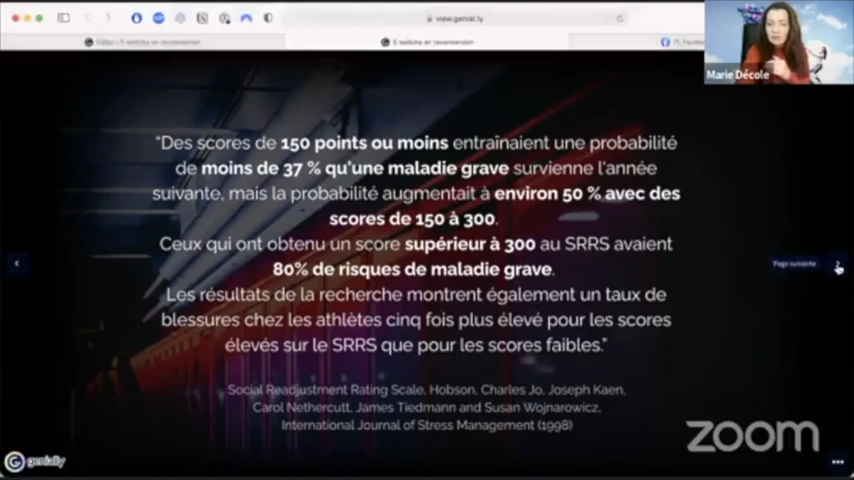 view.genial.ly
Marie Décole
"Des scores de 150 points ou moins entraînaient une probabilité
de moins de 37 % qu'une maladie grave survienne l'année
suivante, mais la probabilité augmentait à environ 50 % avec des
scores de 150 à 300.
Ceux qui ont obtenu un score supérieur à 300 au SRRS avaient
80% de risques de maladie grave.
Page suivante
Les résultats de la recherche montrent également un taux de
blessures chez les athlètes cinq fois plus élevé pour les scores
élevés sur le SRRS que pour les scores faibles."
Social Readjustment Rating Scale, Hobson, Charles Jo, Joseph Kaen,
Carol Nethercutt, James Tiedmann and Susan Wojnarowicz,
International Journal of Stress Management (1998)
zoom
genially